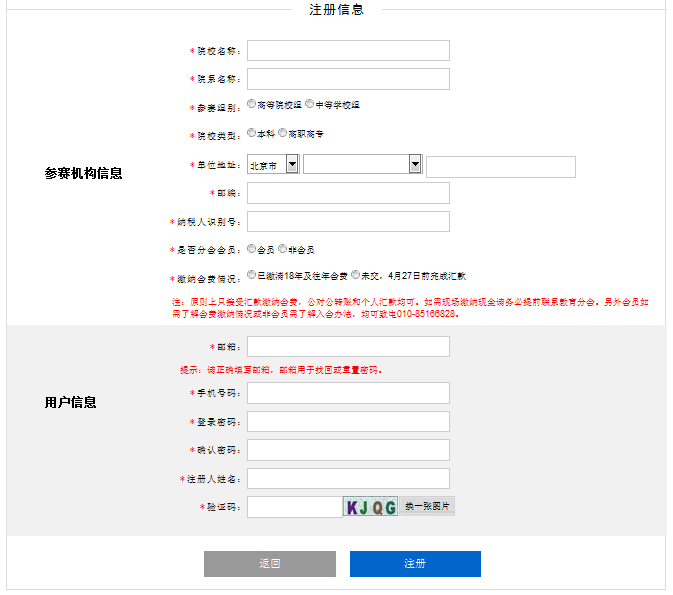 注册信息
*院校名称：
*院系名称：
*参赛组别：高等院校组 中等学校组
*院校类型：本科 高职高专
参赛机构信息
*单位地址：北京市
*邮编：
*纳税人识别号：
*是否分会会员：会员 非会员
*缴纳会费情况：已缴清18年及往年会费 未交，4月27日前完成汇款
注：原则上只接受汇款缴纳会费，公对公转账和个人汇款均可。如需现场缴纳现金请务必提前联系教育分会。另外会员如
需了解会费缴纳情况或非会员需了解入会办法，均可致电010-85166828。
*邮箱：
提示：请正确填写邮箱，邮箱用于找回或重置密码。
*手机号码：
用户信息
*登录密码：
*确认密码：
*注册人姓名：
*验证码：KJQG 换一张图片
返回 注册